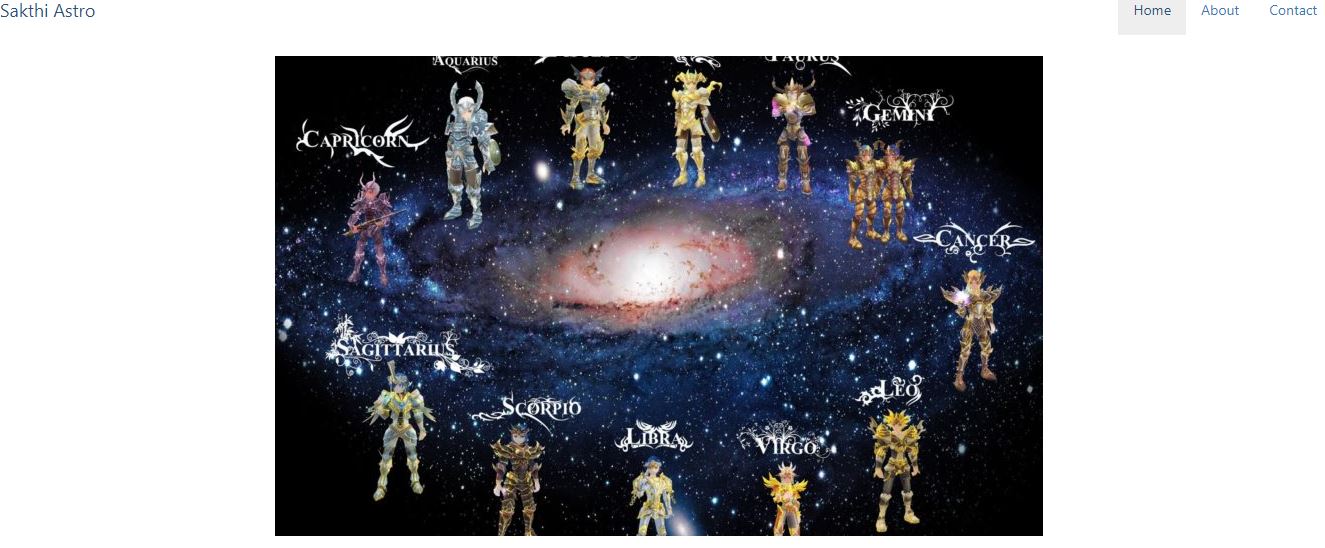 Sakthi Astro
Home
About
Contact
AQUARIUS
TAURUS
GEMINI
CAPRICORN
CANCER
SAGITTARIUS
LEO
SCORPIO
LIBRA
VIRGO